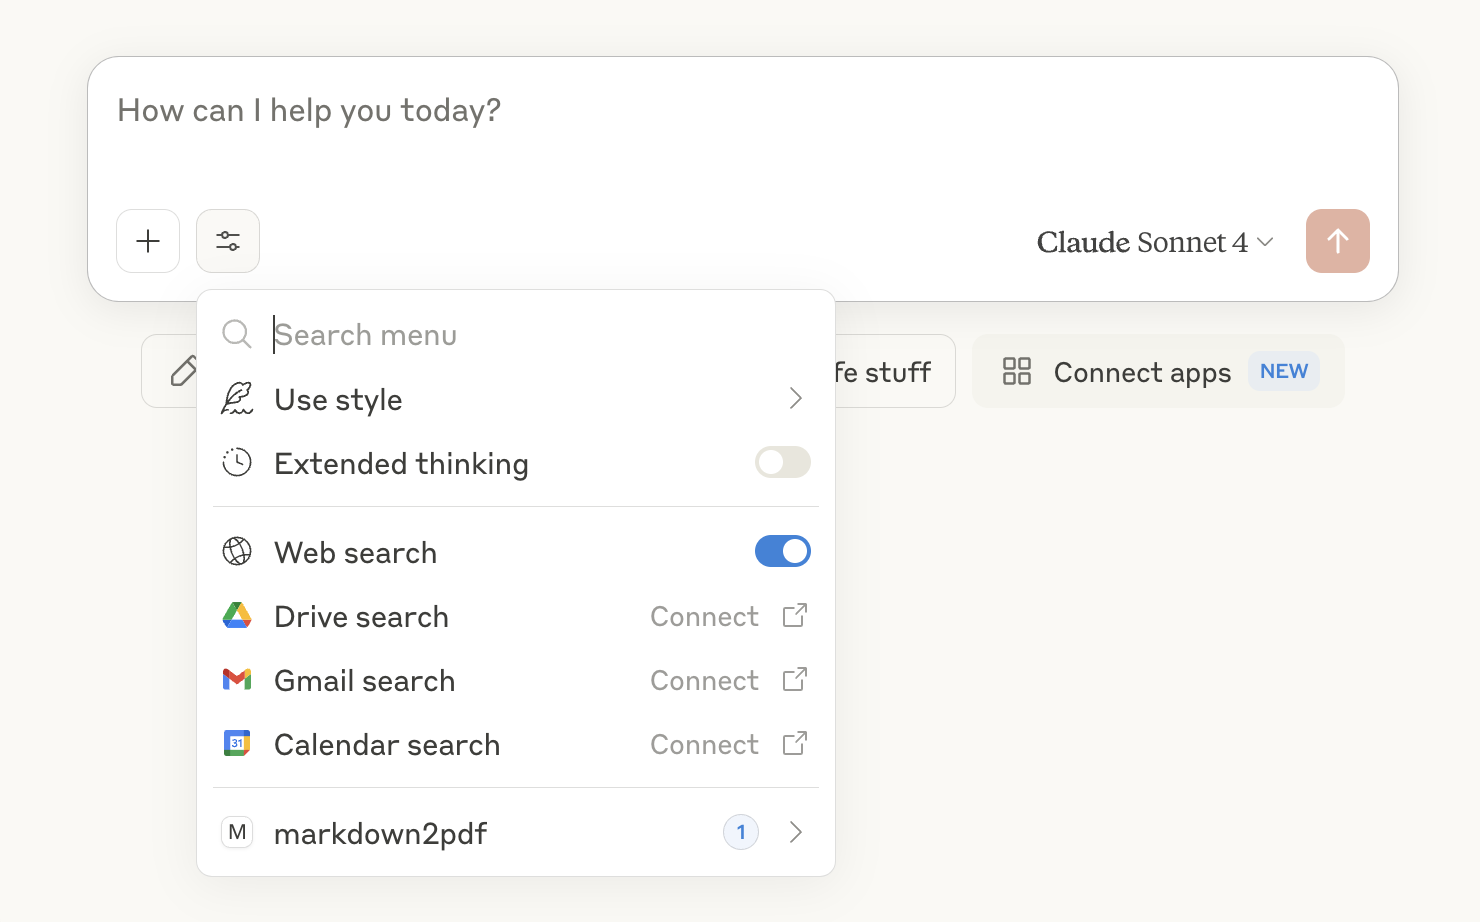 How can I help you today?
Claude Sonnet 4
Search menu
Use style
Extended thinking
Web search
Drive search Connect
Gmail search Connect
31
Calendar search Connect
M markdown2pdf 1
stuff
Connect apps NEW